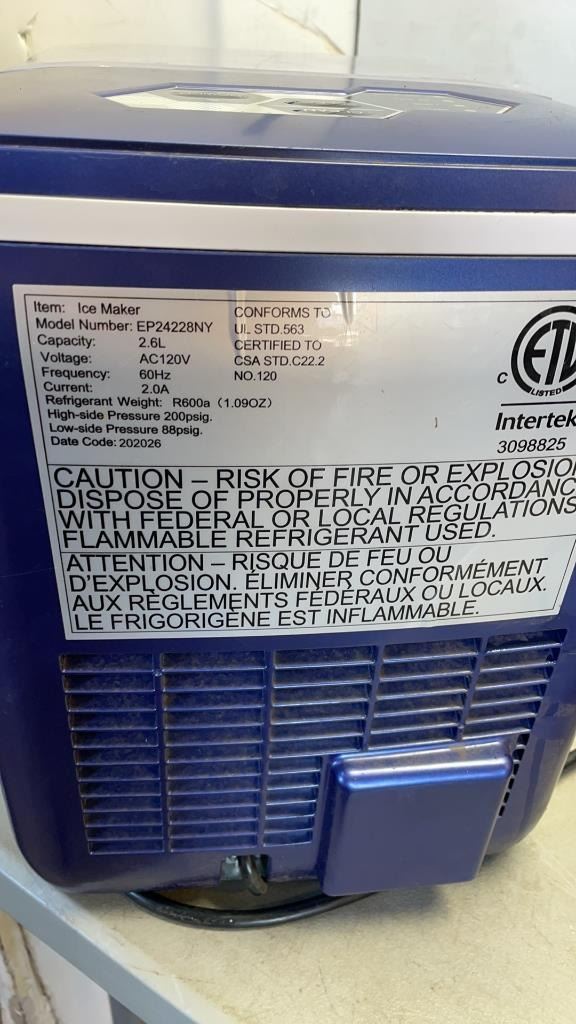 Item: Ice Maker
Model Number: EP24228NY
Capacity: 2.6L
Voltage: AC120V
Frequency: 60Hz
Current: 2.0A
Refrigerant Weight: R600a (1.09OZ)
High-side Pressure 200psig.
Low-side Pressure 88psig.
Date Code: 202026
CONFORMS TO
UL STD.563
CERTIFIED TO
CSA STD.C22.2
NO.120
C
ETL
LISTED
Intertek
3098825
CAUTION – RISK OF FIRE OR EXPLOSION
DISPOSE OF PROPERLY IN ACCORDANC
WITH FEDERAL OR LOCAL REGULATIONS
FLAMMABLE REFRIGERANT USED.
ATTENTION – RISQUE DE FEU OU
D'EXPLOSION. ÉLIMINER CONFORMÉMENT
AUX RÈGLEMENTS FÉDÉRAUX OU LOCAUX.
LE FRIGORIGÈNE EST INFLAMMABLE.